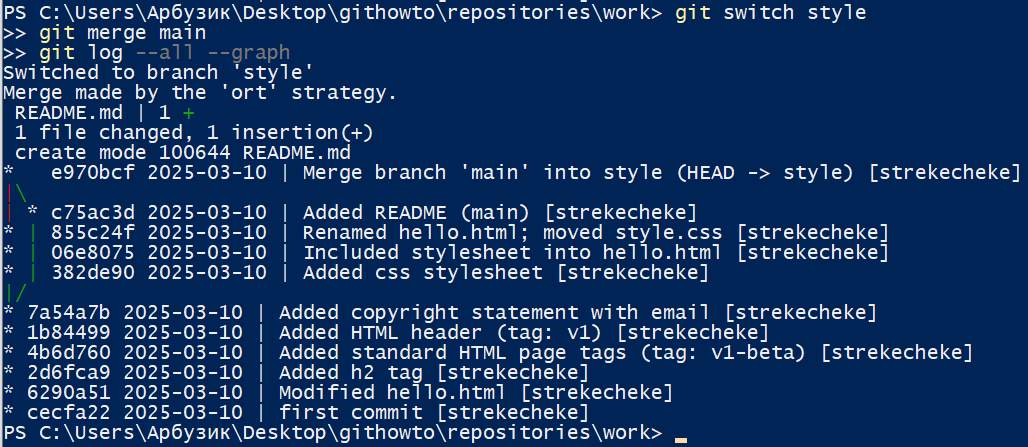 PS C:\Users\Арбузик\Desktop\githowto\repositories\work> git switch style
>> git merge main
>> git log --all --graph
Switched to branch 'style'
Merge made by the 'ort' strategy.
 README.md | 1 +
 1 file changed, 1 insertion(+)
 create mode 100644 README.md
*   e970bcf 2025-03-10 | Merge branch 'main' into style (HEAD -> style) [strekecheke]
|\
| * c75ac3d 2025-03-10 | Added README (main) [strekecheke]
* | 855c24f 2025-03-10 | Renamed hello.html; moved style.css [strekecheke]
* | 06e8075 2025-03-10 | Included stylesheet into hello.html [strekecheke]
* | 382de90 2025-03-10 | Added css stylesheet [strekecheke]
|/
* 7a54a7b 2025-03-10 | Added copyright statement with email [strekecheke]
* 1b84499 2025-03-10 | Added HTML header (tag: v1) [strekecheke]
* 4b6d760 2025-03-10 | Added standard HTML page tags (tag: v1-beta) [strekecheke]
* 2d6fca9 2025-03-10 | Added h2 tag [strekecheke]
* 6290a51 2025-03-10 | Modified hello.html [strekecheke]
* cecfa22 2025-03-10 | first commit [strekecheke]
PS C:\Users\Арбузик\Desktop\githowto\repositories\work>